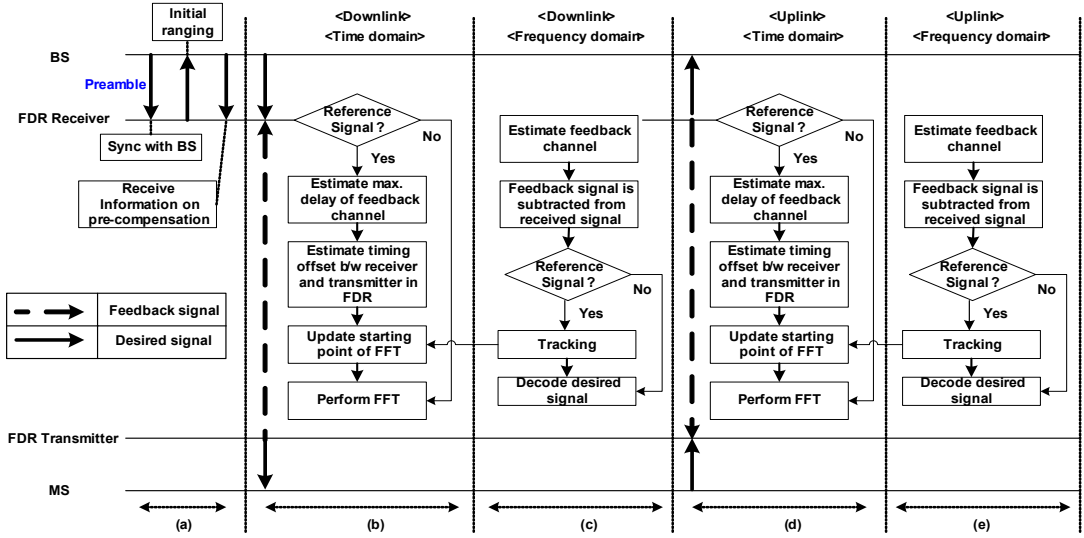 Initial
ranging
<Downlink>
<Time domain>
<Downlink>
<Frequency domain>
<Uplink>
<Time domain>
<Uplink>
<Frequency domain>
BS
Preamble
FDR Receiver
Sync with BS
Receive
Information on
pre-compensation
Feedback signal
Desired signal
Reference
Signal ?
No
Yes
Estimate max.
delay of feedback
channel
Estimate timing
offset b/w receiver
and transmitter in
FDR
Update starting
point of FFT
Perform FFT
Estimate feedback
channel
Feedback signal is
subtracted from
received signal
Reference
Signal ?
No
Yes
Tracking
Decode desired
signal
Reference
Signal ?
No
Yes
Estimate max.
delay of feedback
channel
Estimate timing
offset b/w receiver
and transmitter in
FDR
Update starting
point of FFT
Perform FFT
Estimate feedback
channel
Feedback signal is
subtracted from
received signal
Reference
Signal ?
No
Yes
Tracking
Decode desired
signal
FDR Transmitter
MS
(a)
(b)
(c)
(d)
(e)